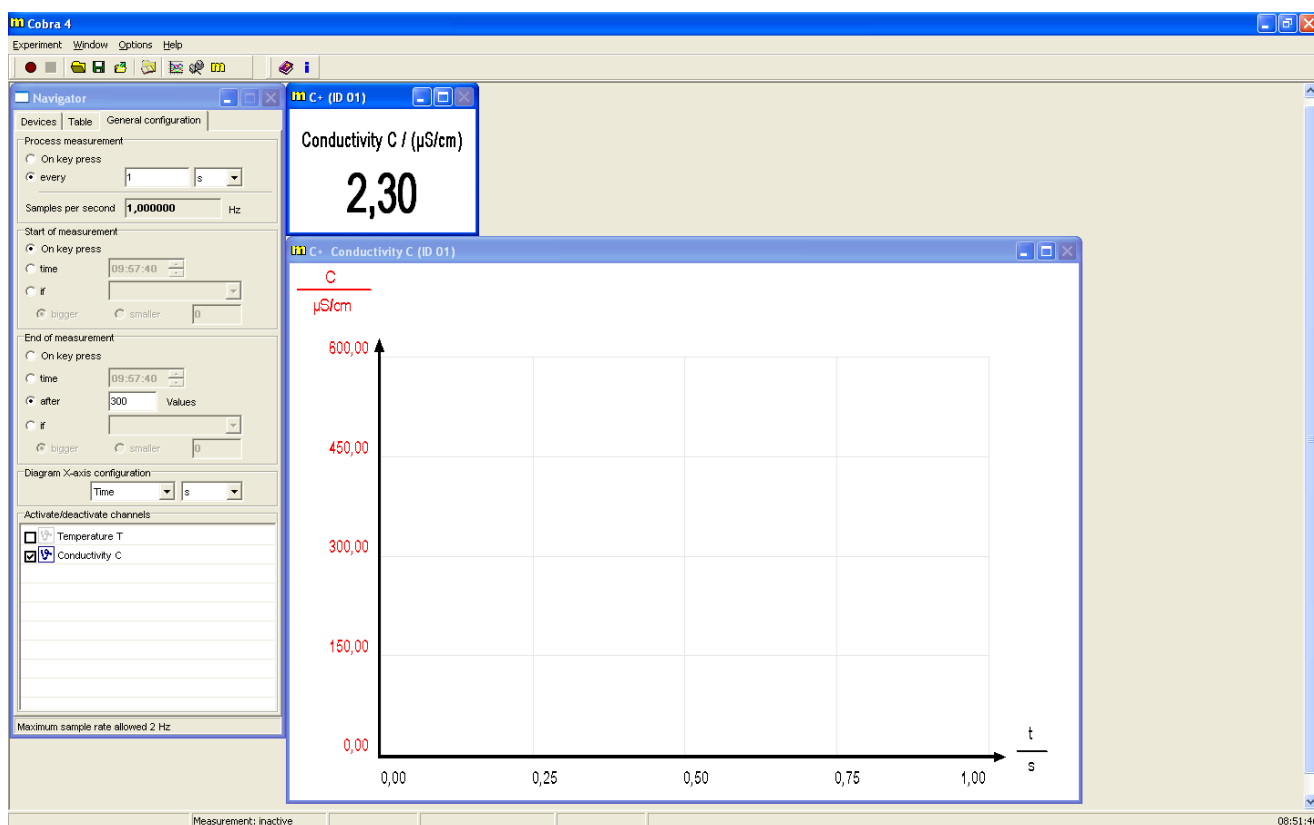 Cobra 4
Experiment Window Options Help
Navigator
Devices Table General configuration
Process measurement
On key press
every 1 s
Samples per second 1,000000 Hz
Start of measurement
On key press
time 09:57:40
if
bigger smaller 0
End of measurement
On key press
time 09:57:40
after 300 Values
if
bigger smaller 0
Diagram X-axis configuration
Time s
Activate/deactivate channels
Temperature T
Conductivity C
Maximum sample rate allowed 2 Hz
C+ (ID 01)
Conductivity C / (µS/cm)
2,30
C+ Conductivity C (ID 01)
C
µS/cm
600,00
450,00
300,00
150,00
0,00
0,00 0,25 0,50 0,75 1,00
t
s
Measurement: inactive